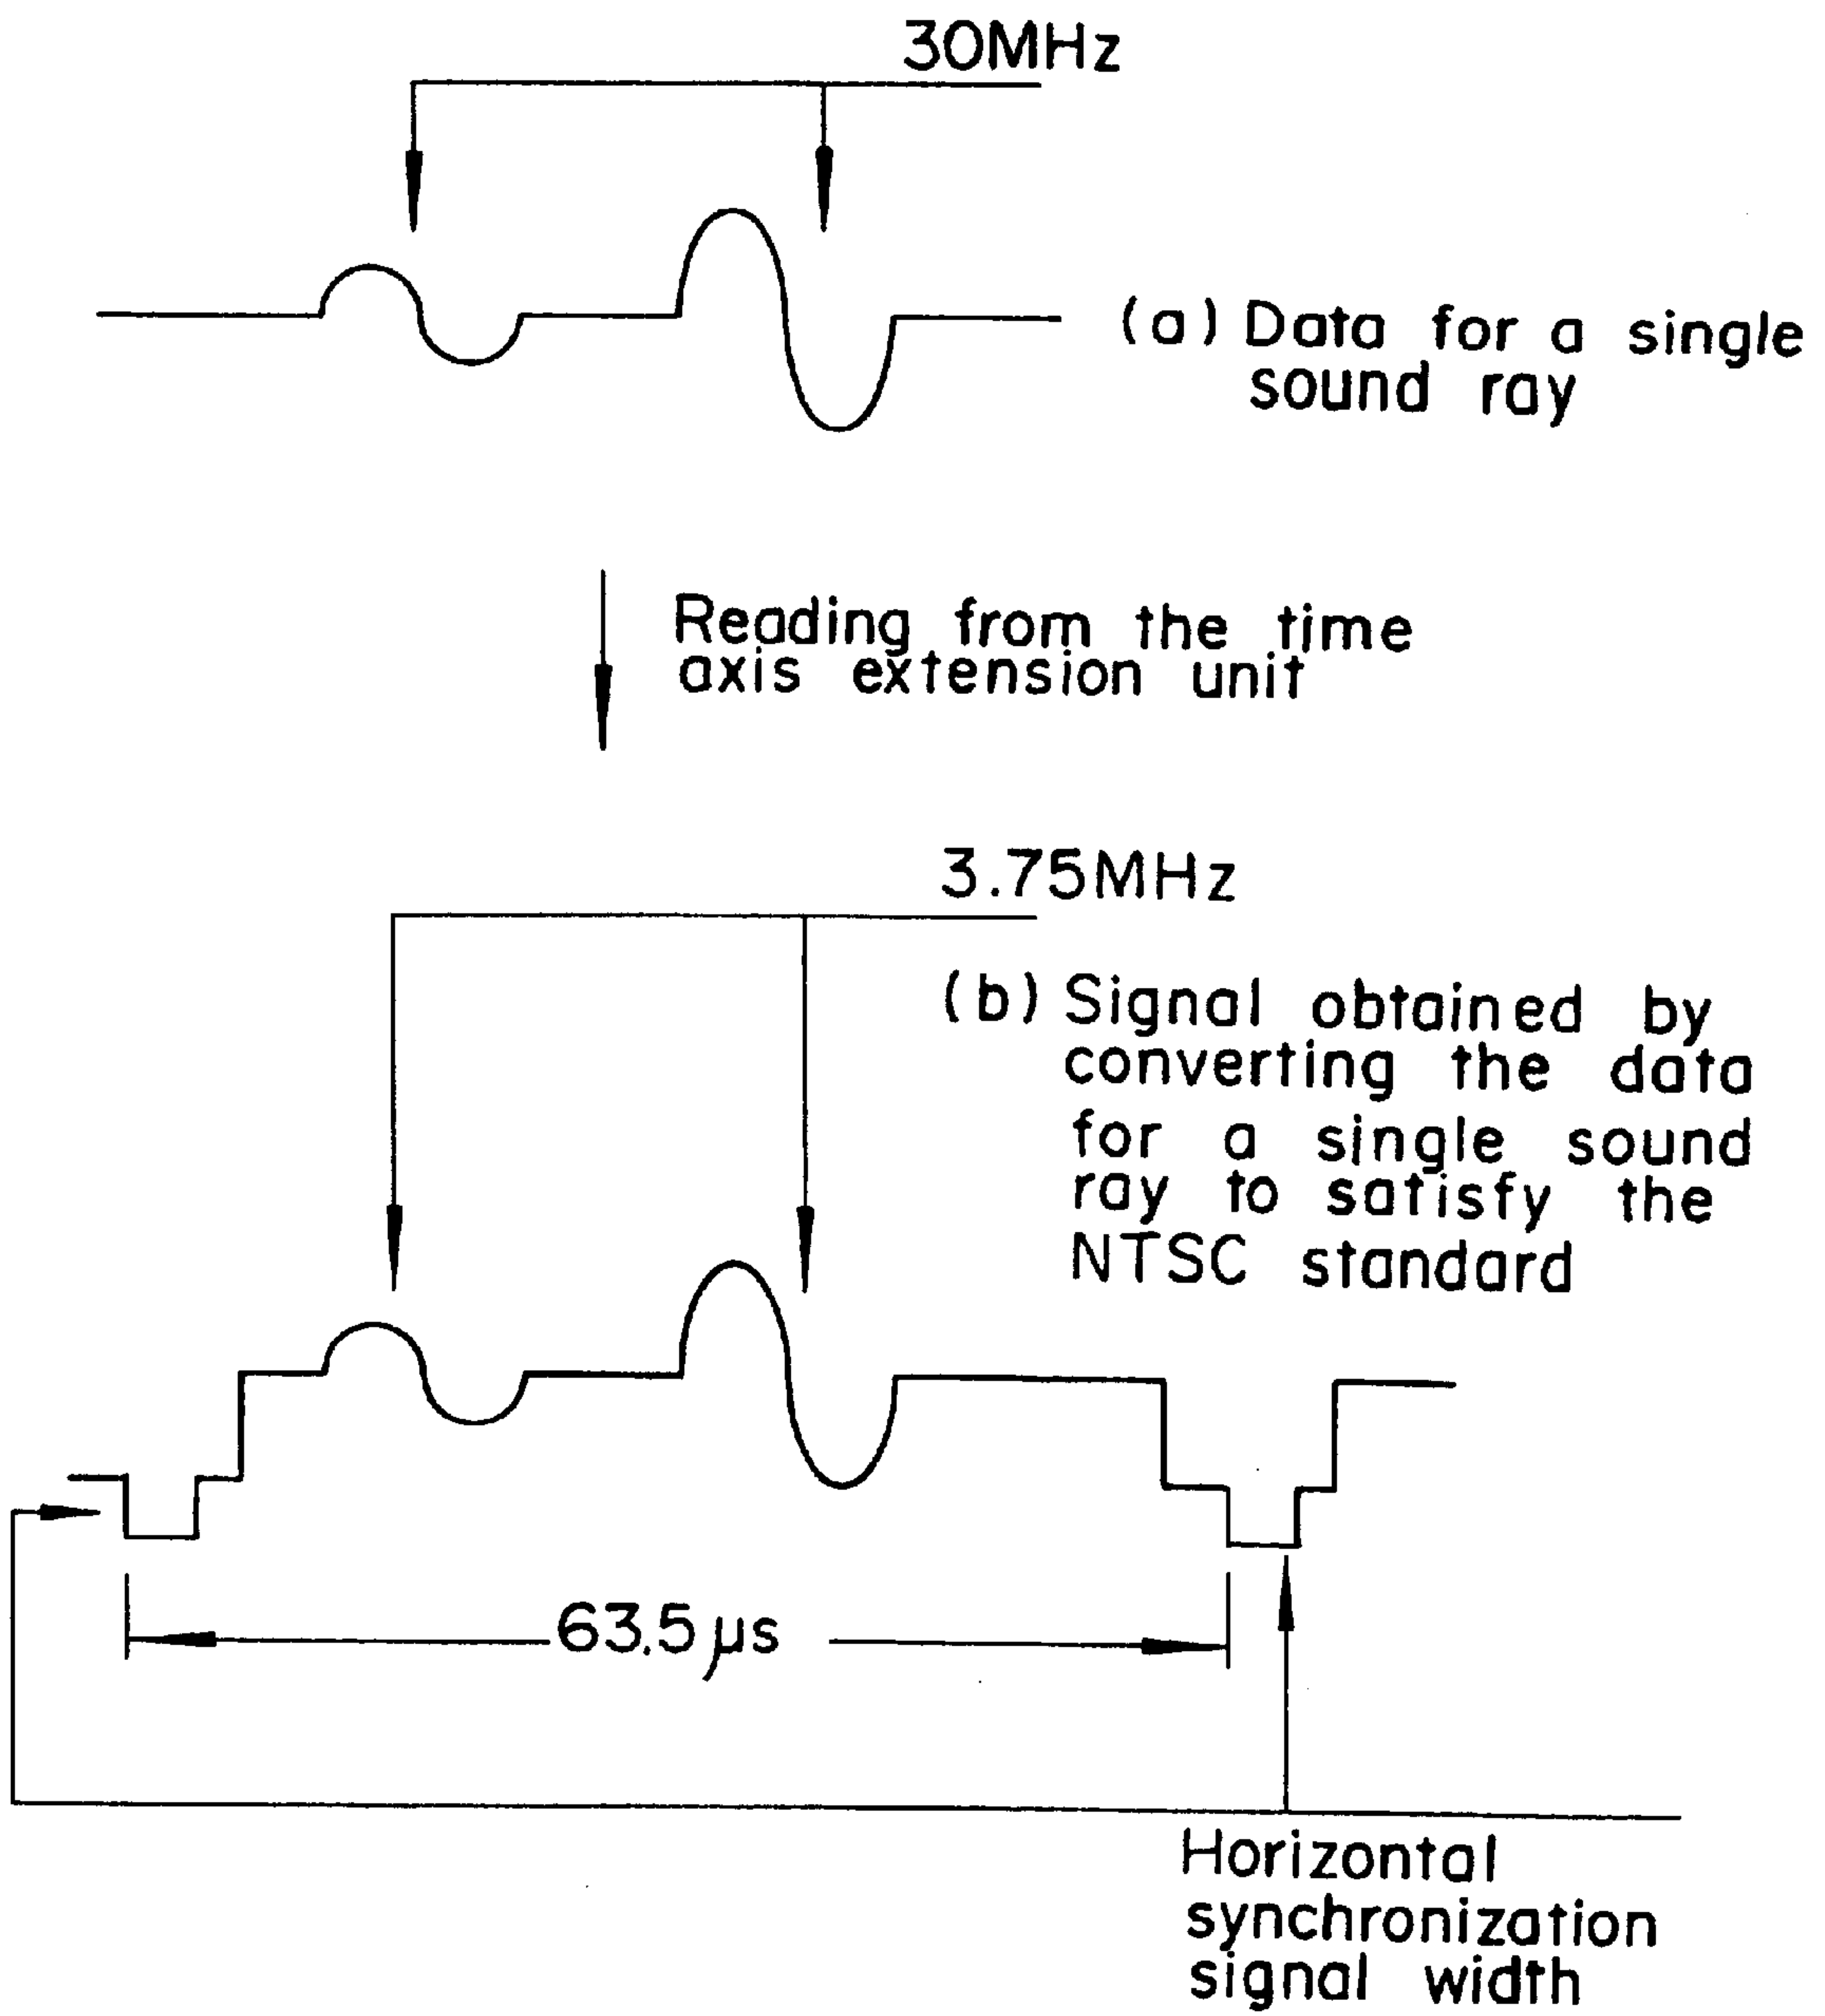 30MHz
(a) Data for a single
sound ray
Reading from the time
axis extension unit
3.75MHz
(b) Signal obtained by
converting the data
for a single sound
ray to satisfy the
NTSC standard
63.5µs
Horizontal
synchronization
signal width